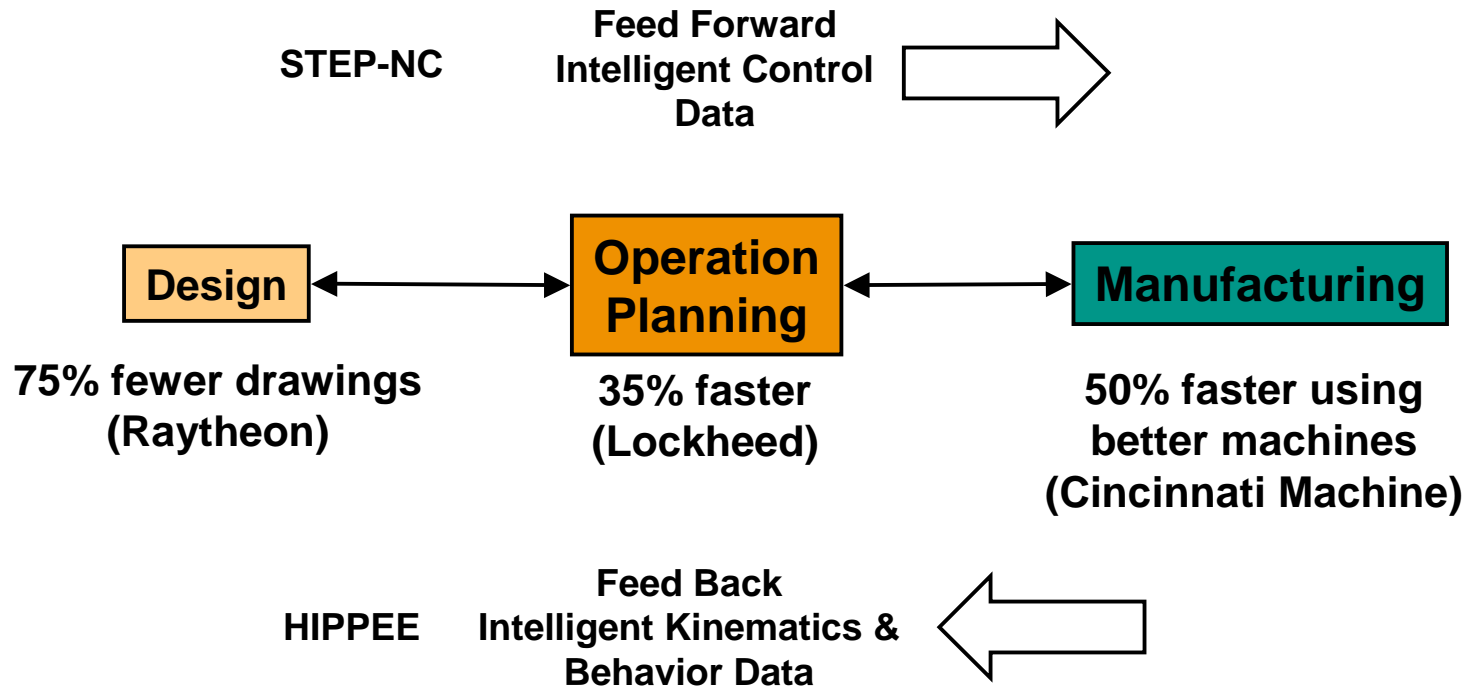 STEP-NC
Feed Forward
Intelligent Control
Data
Design
Operation
Planning
Manufacturing
75% fewer drawings
(Raytheon)
35% faster
(Lockheed)
50% faster using
better machines
(Cincinnati Machine)
HIPPEE
Feed Back
Intelligent Kinematics &
Behavior Data